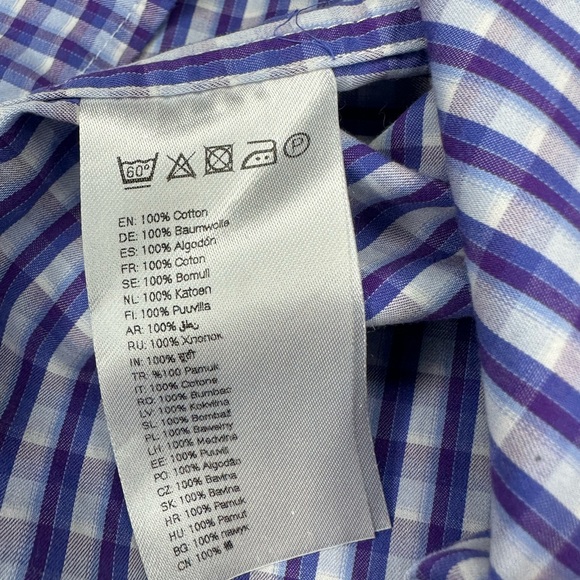 60°
P
EN: 100% Cotton
DE: 100% Baumwolle
ES: 100% Algodón
FR: 100% Coton
SE: 100% Bomull
NL: 100% Katoen
FI: 100% Puuvilla
AR: 100%
RU: 100% Хлопок
IN: 100% सूती
TR: %100 Pamuk
IT: 100% Cotone
RO: 100% Bumbac
LV: 100% Kokvilna
SL: 100% Bombaž
PL: 100% Bawełny
LH: 100% Medvilnė
EE: 100% Puuvill
PO: 100% Algodão
CZ: 100% Bavlna
SK: 100% Bavlna
HR: 100% Pamuk
HU: 100% Pamut
BG: 100% памук
CN: 100% 棉